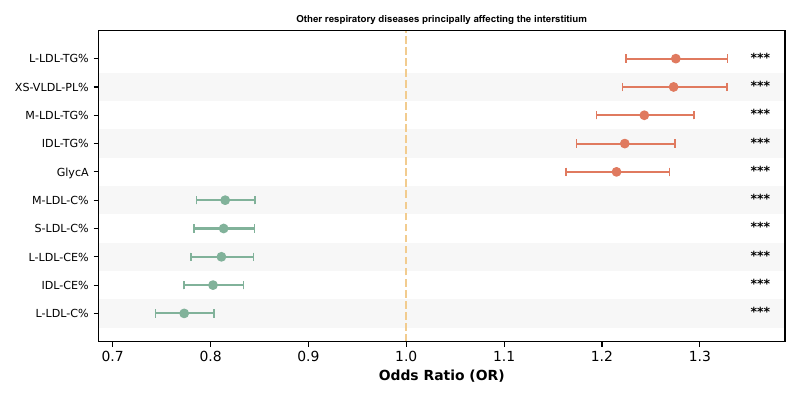 Other respiratory diseases principally affecting the interstitium
L-LDL-TG% ***
XS-VLDL-PL% ***
M-LDL-TG% ***
IDL-TG% ***
GlycA ***
M-LDL-C% ***
S-LDL-C% ***
L-LDL-CE% ***
IDL-CE% ***
L-LDL-C% ***
0.7 0.8 0.9 1.0 1.1 1.2 1.3
Odds Ratio (OR)